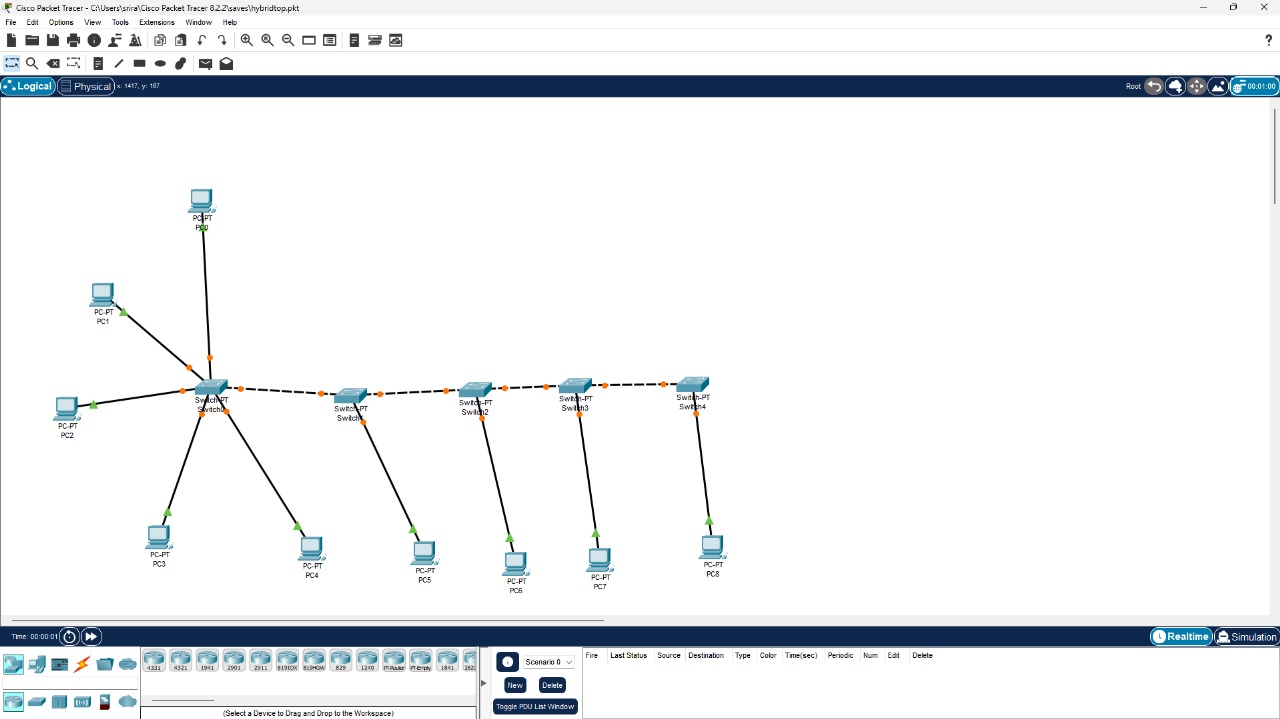 Cisco Packet Tracer - C:\Users\srira\Cisco Packet Tracer 8.2.2\saves\hybridtop.pkt
File Edit Options View Tools Extensions Window Help
?
Logical Physical x: 1417, y: 167 Root 00:01:00
PC-PT
PC0
PC-PT
PC1
PC-PT
PC2
Switch-PT
Switch0
Switch-PT
Switch1
Switch-PT
Switch2
Switch-PT
Switch3
Switch-PT
Switch4
PC-PT
PC3
PC-PT
PC4
PC-PT
PC5
PC-PT
PC6
PC-PT
PC7
PC-PT
PC8
Time: 00:00:01 Realtime Simulation
4331 4321 1941 2901 2911 819IOX 819HGW 829 1240 PT-Router PT-Empty 1841 2620
(Select a Device to Drag and Drop to the Workspace)
Scenario 0
New Delete
Toggle PDU List Window
Fire Last Status Source Destination Type Color Time(sec) Periodic Num Edit Delete